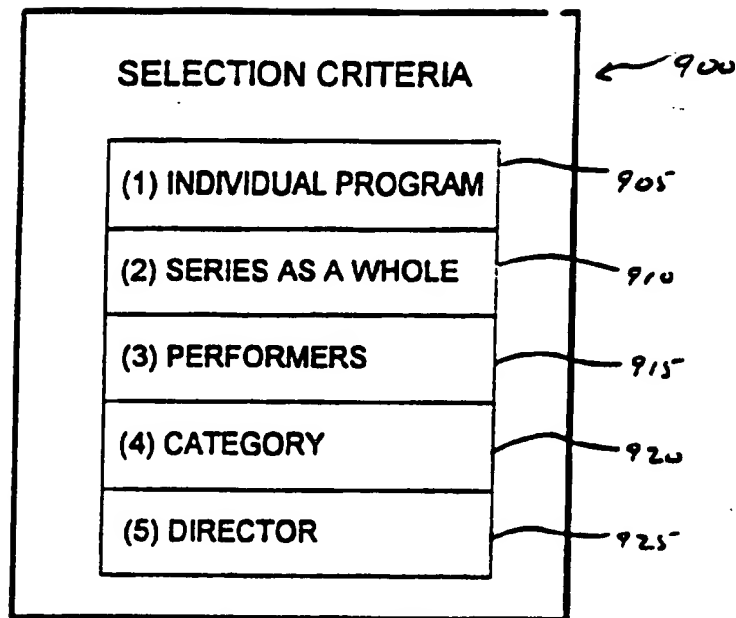 SELECTION CRITERIA
900
(1) INDIVIDUAL PROGRAM
905
(2) SERIES AS A WHOLE
910
(3) PERFORMERS
915
(4) CATEGORY
920
(5) DIRECTOR
925